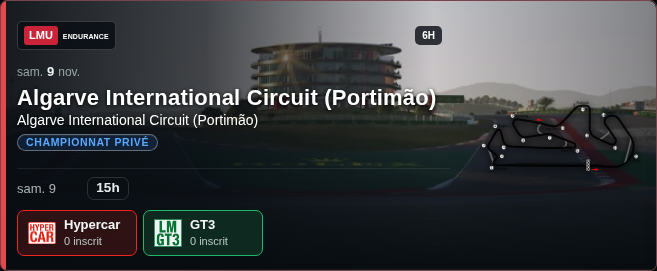 LMU ENDURANCE
6H
sam. 9 nov.
Algarve International Circuit (Portimão)
Algarve International Circuit (Portimão)
CHAMPIONNAT PRIVÉ
sam. 9 15h
HYPER CAR Hypercar
0 inscrit
LM GT3 GT3
0 inscrit